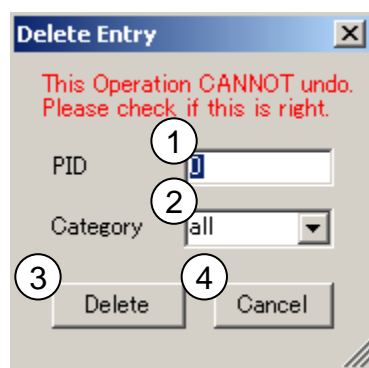 Delete Entry
This Operation CANNOT undo.
Please check if this is right.
1
PID 0
2
Category all
3 4
Delete Cancel